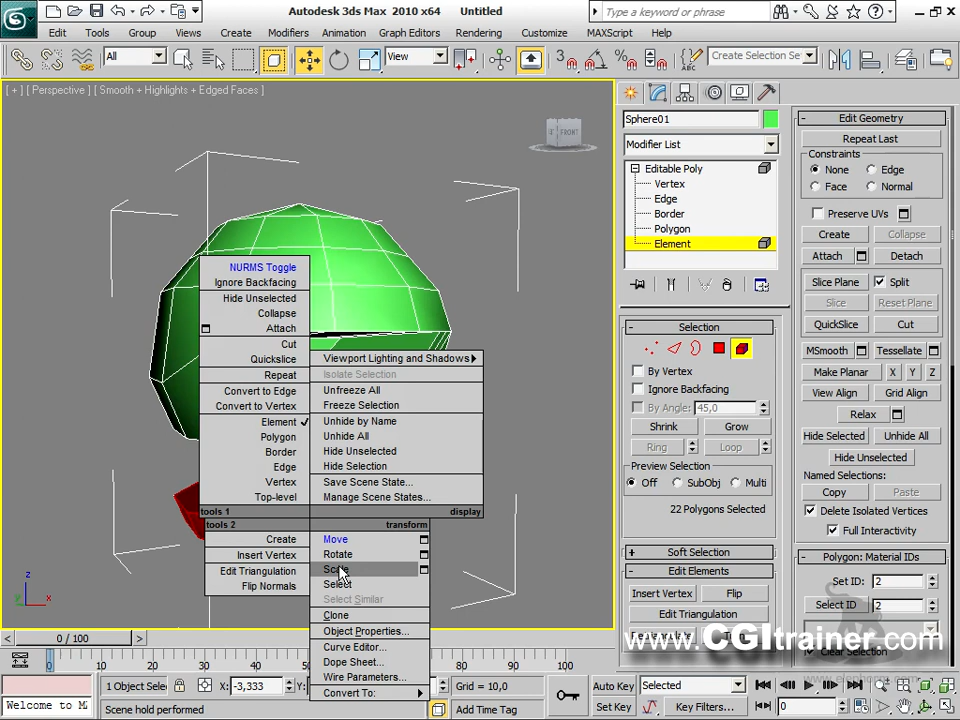 Autodesk 3ds Max 2010 x64
Untitled
Type a keyword or phrase
Edit
Tools
Group
Views
Create
Modifiers
Animation
Graph Editors
Rendering
Customize
MAXScript
Help
All
View
3
Create Selection Se
[ + ] [ Perspective ] [ Smooth + Highlights + Edged Faces ]
FRONT
NURMS Toggle
Ignore Backfacing
Hide Unselected
Collapse
Attach
Cut
Quickslice
Repeat
Convert to Edge
Convert to Vertex
Element
Polygon
Border
Edge
Vertex
Top-level
tools 1
Viewport Lighting and Shadows
Isolate Selection
Unfreeze All
Freeze Selection
Unhide by Name
Unhide All
Hide Unselected
Hide Selection
Save Scene State...
Manage Scene States...
display
tools 2
Create
Insert Vertex
Edit Triangulation
Flip Normals
transform
Move
Rotate
Scale
Select
Select Similar
Clone
Object Properties...
Curve Editor...
Dope Sheet...
Wire Parameters...
Convert To:
z
x
Sphere01
Modifier List
Editable Poly
Vertex
Edge
Border
Polygon
Element
Selection
By Vertex
Ignore Backfacing
By Angle:
45,0
Shrink
Grow
Ring
Loop
Preview Selection
Off
SubObj
Multi
22 Polygons Selected
Soft Selection
Edit Elements
Insert Vertex
Flip
Edit Triangulation
Edit Geometry
Repeat Last
Constraints
None
Edge
Face
Normal
Preserve UVs
Create
Collapse
Attach
Detach
Slice Plane
Split
Slice
Reset Plane
QuickSlice
Cut
MSmooth
Tessellate
Make Planar
X
Y
Z
View Align
Grid Align
Relax
Hide Selected
Unhide All
Hide Unselected
Named Selections:
Copy
Paste
Delete Isolated Vertices
Full Interactivity
Polygon: Material IDs
Set ID:
2
Select ID
2
www.CGItrainer.com
0 / 100
0
10
20
30
50
60
70
80
90
100
1 Object Selec
X:
-3,333
Y:
Grid = 10,0
Auto Key
Selected
Welcome to MA
Scene hold performed
Add Time Tag
Set Key
Key Filters...
0